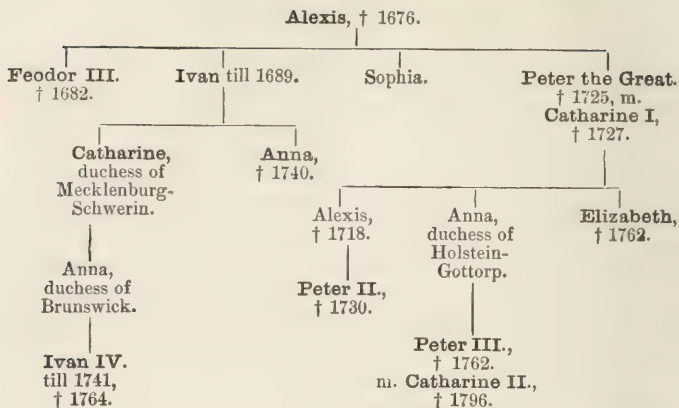 Alexis, † 1676.
Feodor III.
† 1682.
Ivan till 1689.
Sophia.
Peter the Great.
† 1725, m.
Catharine I,
† 1727.
Catharine,
duchess of
Mecklenburg-
Schwerin.
Anna,
† 1740.
Alexis,
† 1718.
Anna,
duchess of
Holstein-
Gottorp.
Elizabeth,
† 1762.
Anna,
duchess of
Brunswick.
Peter II.,
† 1730.
Ivan IV.
till 1741,
† 1764.
Peter III.,
† 1762.
m. Catharine II.,
† 1796.